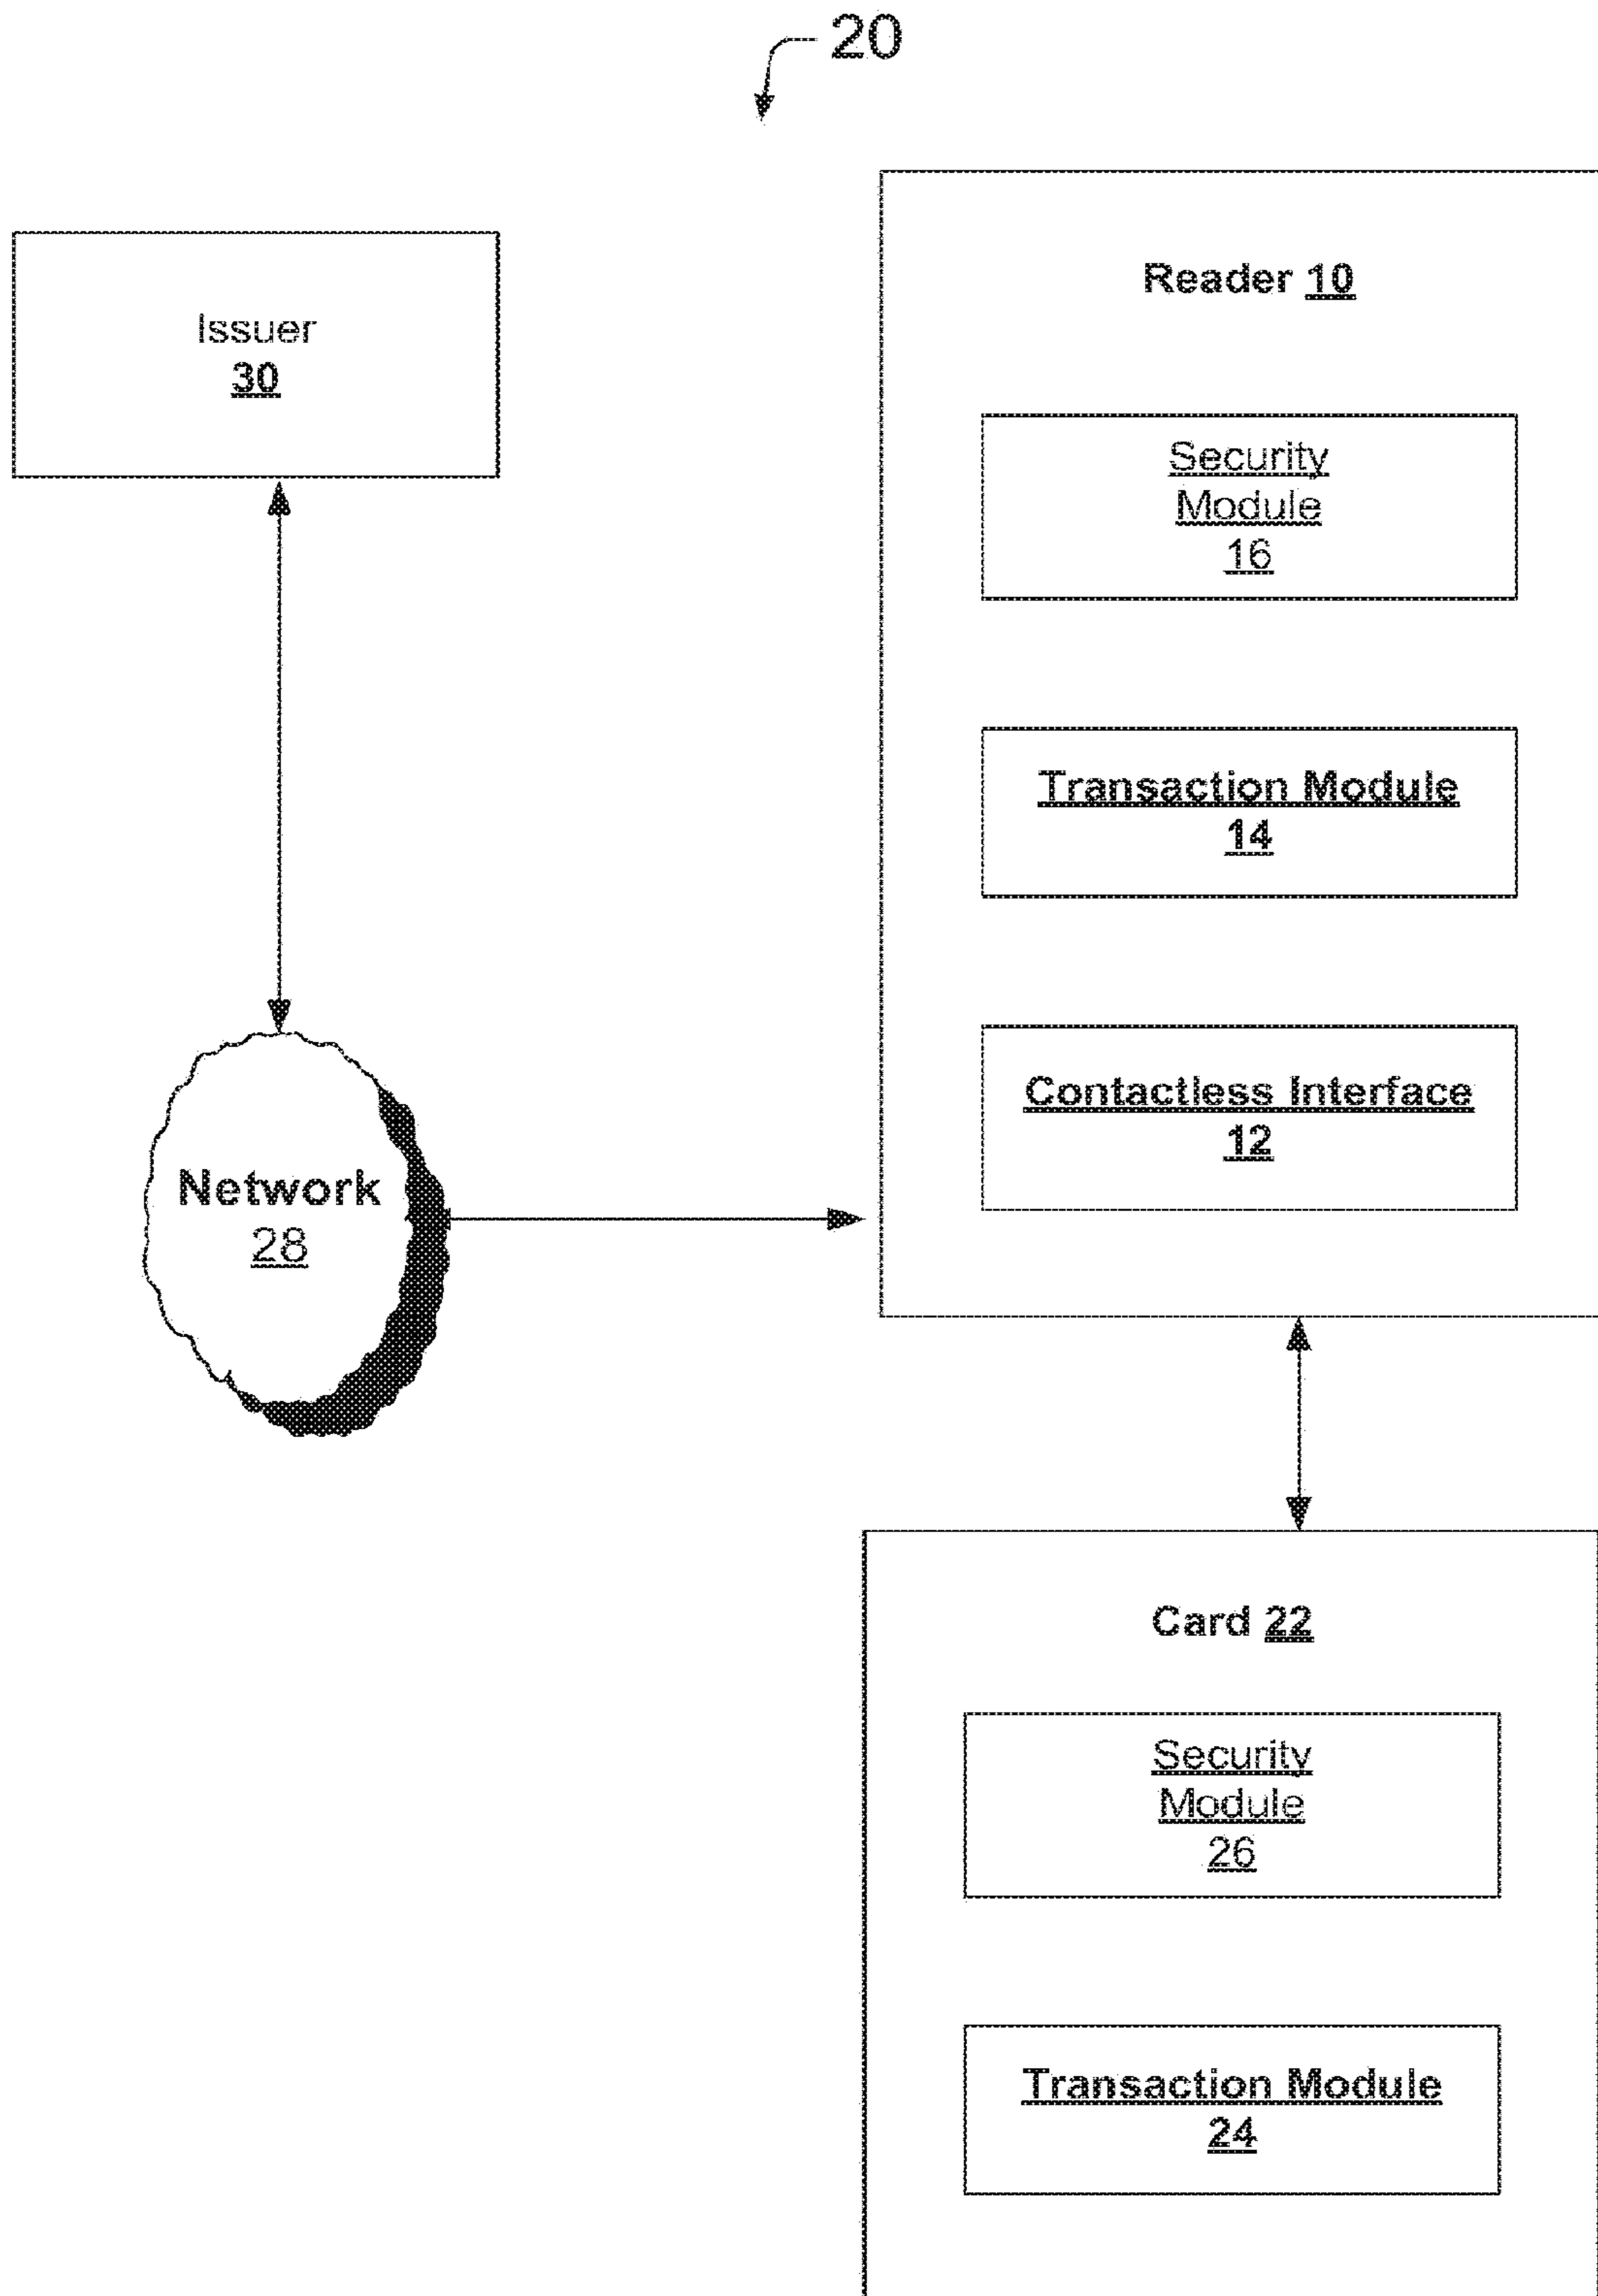 20
Issuer
30
Reader 10
Security
Module
16
Transaction Module
14
Contactless Interface
12
Network
28
Card 22
Security
Module
26
Transaction Module
24